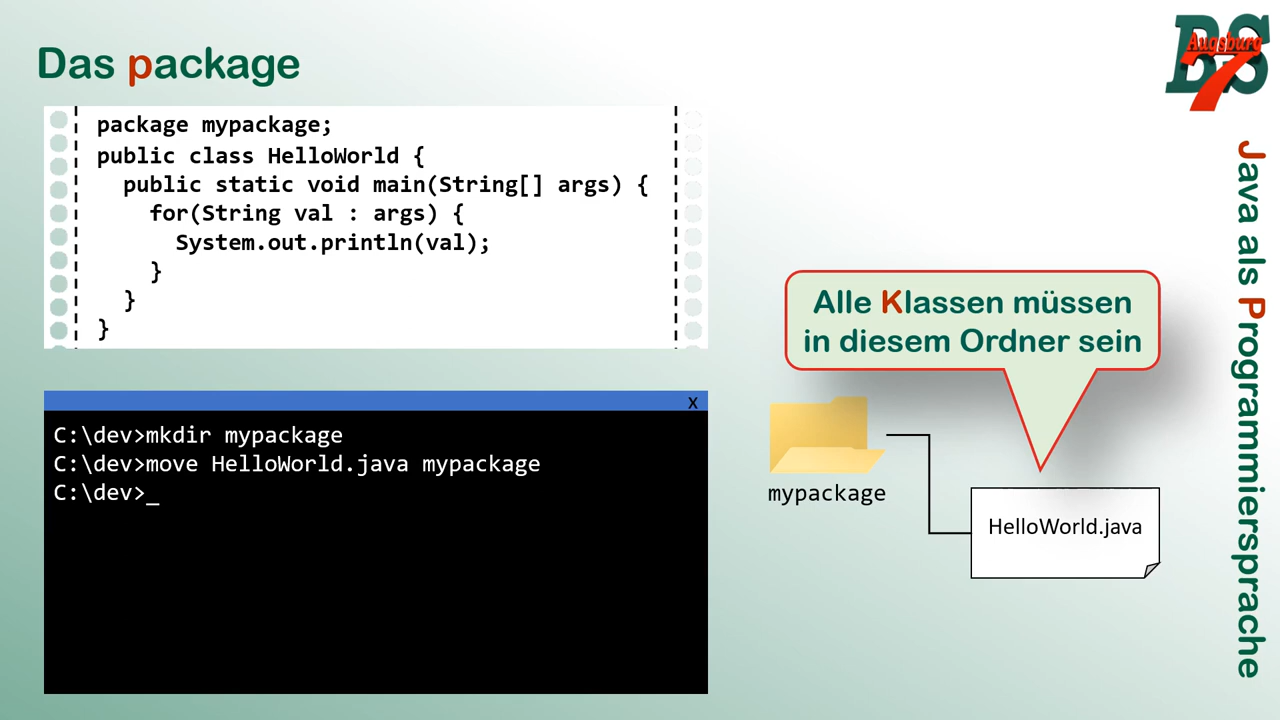 Das package
package mypackage;
public class HelloWorld {
public static void main(String[] args) {
for(String val : args) {
System.out.println(val);
}
}
}
x
C:\dev>mkdir mypackage
C:\dev>move HelloWorld.java mypackage
C:\dev>_
Alle Klassen müssen
in diesem Ordner sein
mypackage
HelloWorld.java
BS
Augsburg
7
Java als Programmiersprache